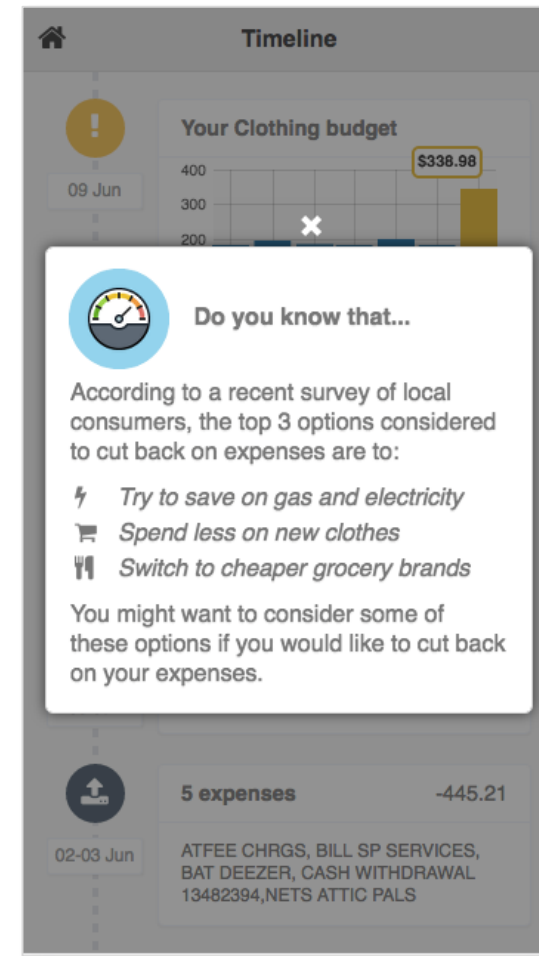 Timeline
Your Clothing budget
09 Jun
$338.98
400
300
200
Do you know that...
According to a recent survey of local
consumers, the top 3 options considered
to cut back on expenses are to:
Try to save on gas and electricity
Spend less on new clothes
Switch to cheaper grocery brands
You might want to consider some of
these options if you would like to cut back
on your expenses.
5 expenses -445.21
02-03 Jun
ATFEE CHRGS, BILL SP SERVICES,
BAT DEEZER, CASH WITHDRAWAL
13482394,NETS ATTIC PALS